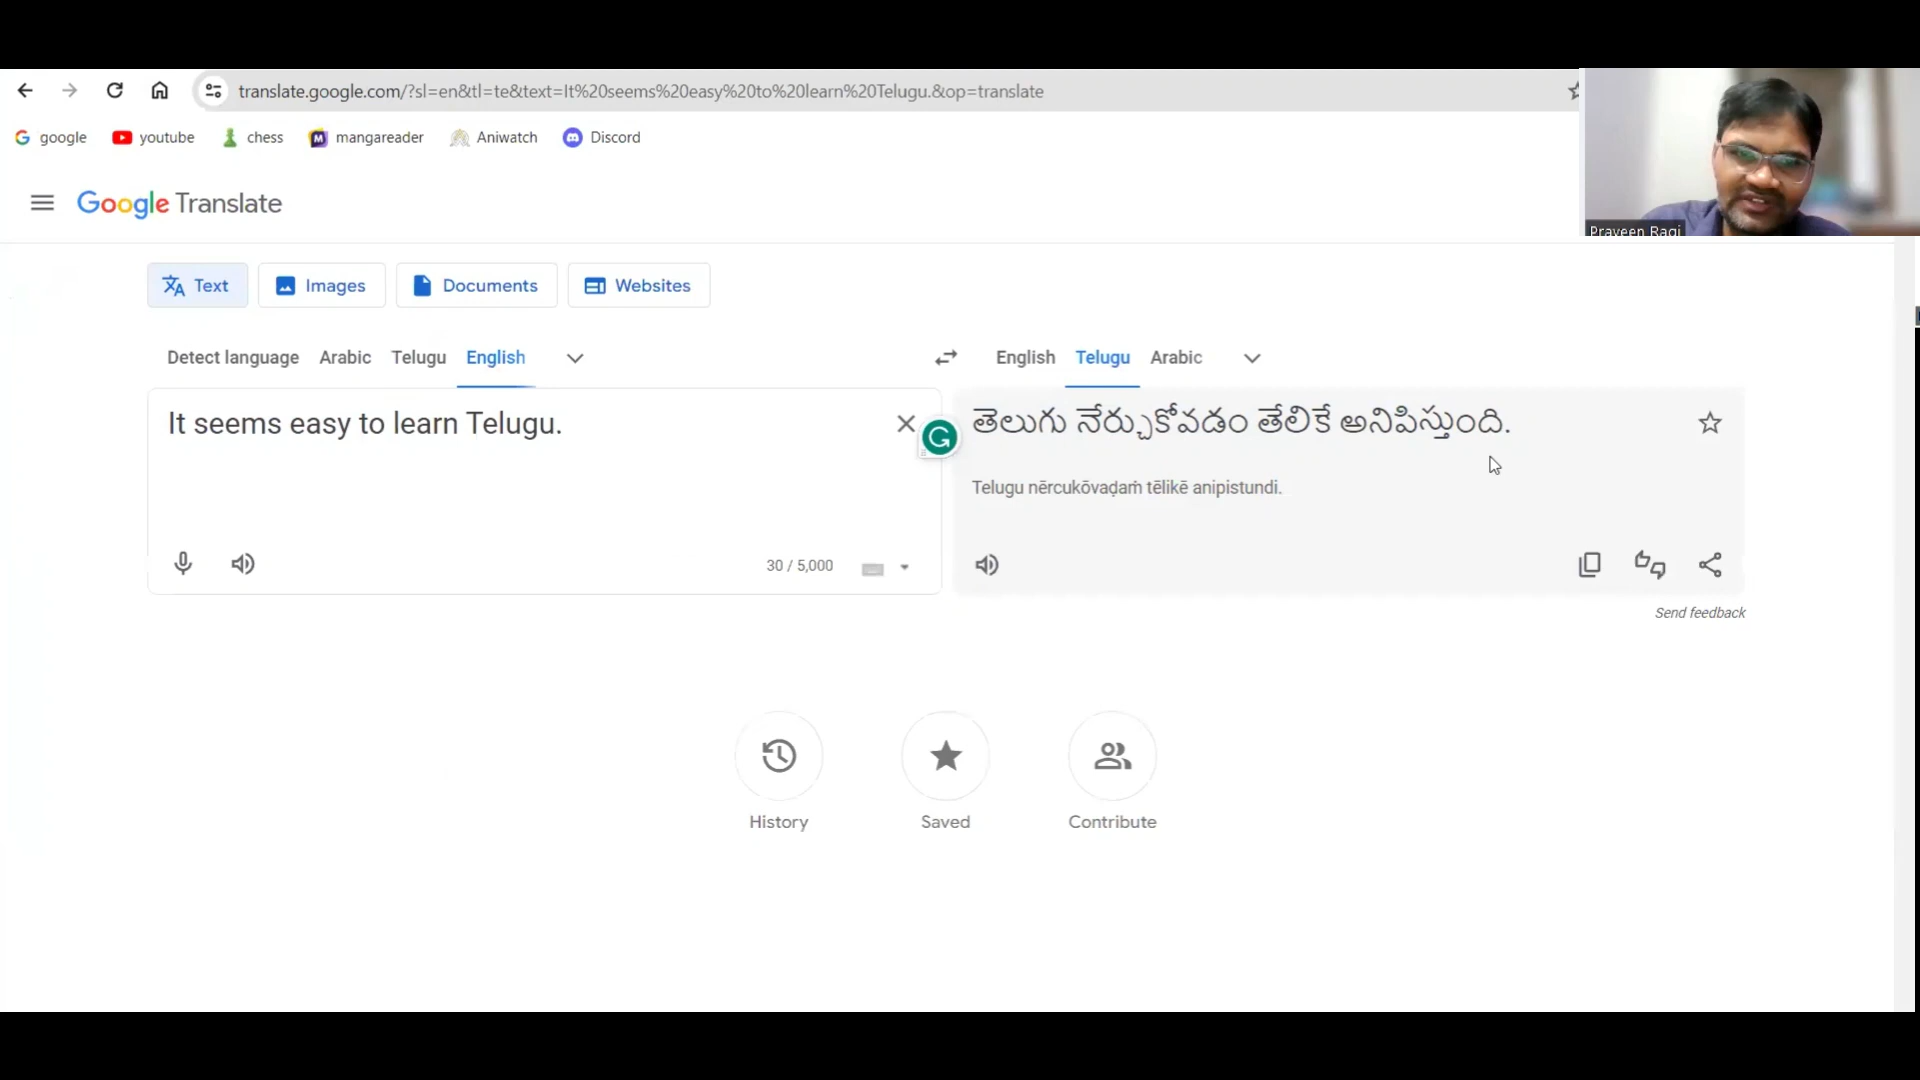 translate.google.com/?sl=en&tl=te&text=It%20seems%20easy%20to%20learn%20Telugu.&op=translate
google youtube chess mangareader Aniwatch Discord
Google Translate
Praveen Ragi
Text Images Documents Websites
Detect language Arabic Telugu English English Telugu Arabic
It seems easy to learn Telugu.
తెలుగు నేర్చుకోవడం తేలికే అనిపిస్తుంది.
Telugu nērcukōvaḍaṁ tēlikē anipistundi.
30 / 5,000
Send feedback
History Saved Contribute